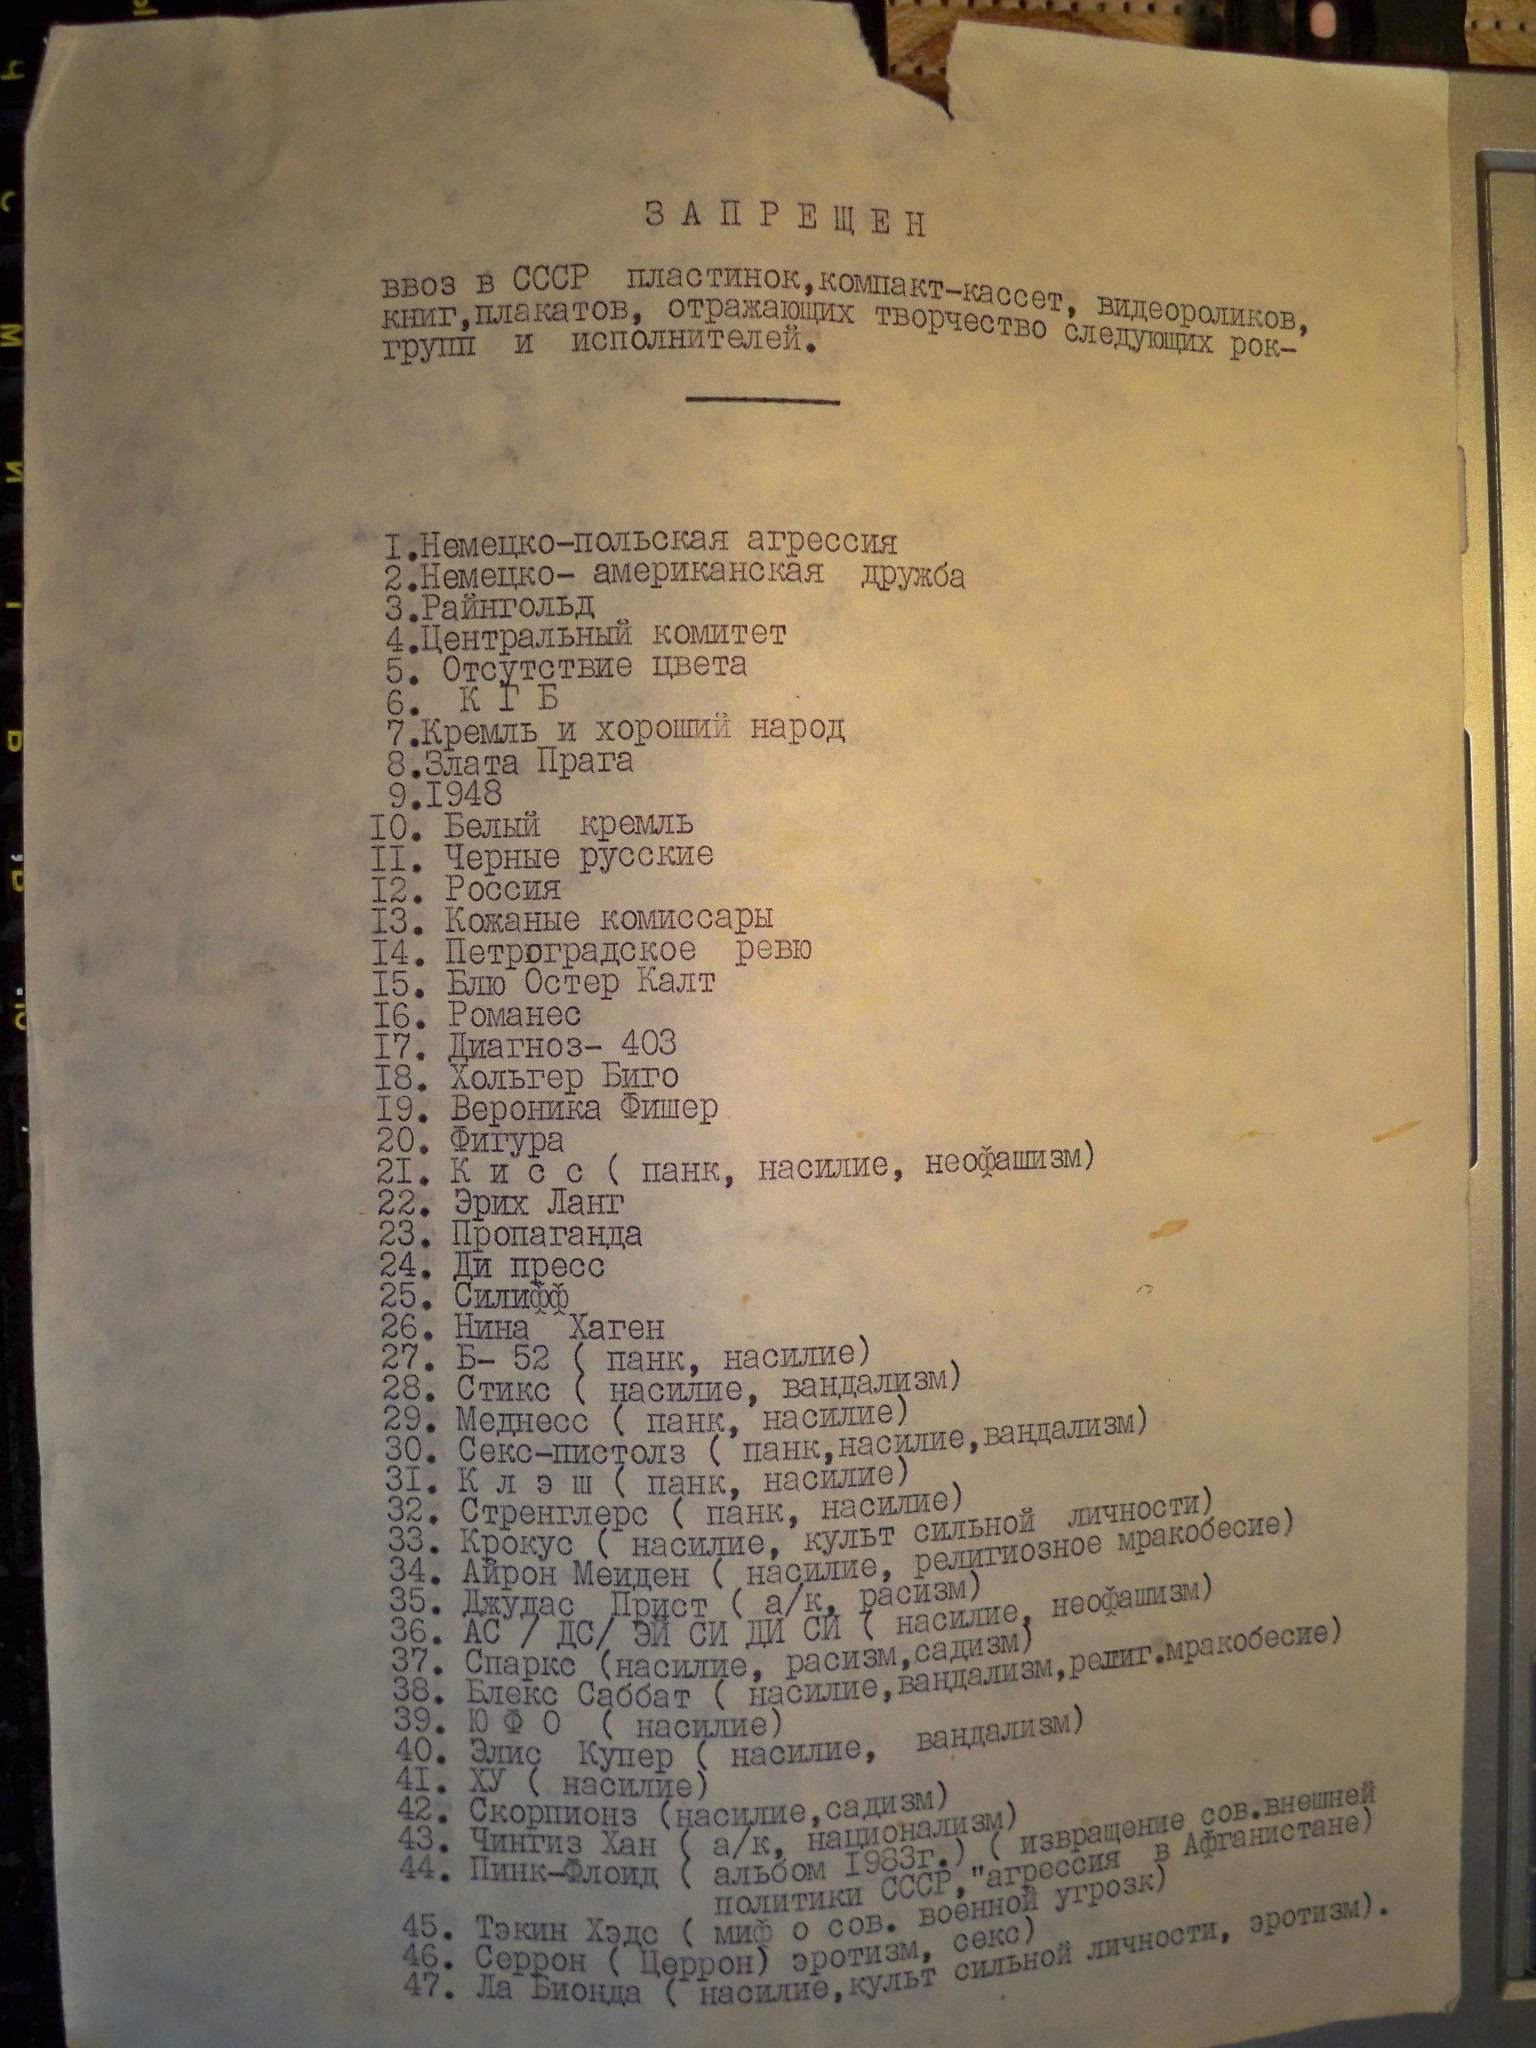 ЗАПРЕЩЕН
ввоз в СССР пластинок,компакт-кассет, видеороликов,
книг,плакатов, отражающих творчество следующих рок-
групп и исполнителей.
I.Немецко-польская агрессия
2.Немецко- американская дружба
3.Райнгольд
4.Центральный комитет
5. Отсутствие цвета
6. К Г Б
7.Кремль и хороший народ
8.Злата Прага
9.I948
I0. Белый кремль
II. Черные русские
I2. Россия
I3. Кожаные комиссары
I4. Петроградское ревю
I5. Блю Остер Калт
I6. Романес
I7. Диагноз- 403
I8. Хольгер Биго
I9. Вероника Фишер
20. Фигура
2I. К и с с ( панк, насилие, неофашизм)
22. Эрих Ланг
23. Пропаганда
24. Ди пресс
25. Силифф
26. Нина Хаген
27. Б- 52 ( панк, насилие)
28. Стикс ( насилие, вандализм)
29. Меднесс ( панк, насилие)
30. Секс-пистолз ( панк,насилие,вандализм)
3I. К л э ш ( панк, насилие)
32. Стренглерс ( панк, насилие)
33. Крокус ( насилие, культ сильной личности)
34. Айрон Меиден ( насилие, религиозное мракобесие)
35. Джудас Прист ( а/к, расизм)
36. АС / ДС/ ЭЙ СИ ДИ СИ ( насилие, неофашизм)
37. Спаркс (насилие, расизм,садизм)
38. Блекс Саббат ( насилие,вандализм,религ.мракобесие)
39. Ю Ф О ( насилие)
40. Элис Купер ( насилие, вандализм)
4I. ХУ ( насилие)
42. Скорпионз (насилие,садизм)
43. Чингиз Хан ( а/к, национализм)
44. Пинк-Флоид ( альбом I983г.) ( извращение сов.внешней
политики СССР,"агрессия в Афганистане)
45. Тэкин Хэдс ( миф о сов. военной угрозк)
46. Серрон ( Церрон) эротизм, секс)
47. Ла Бионда ( насилие,культ сильной личности, эротизм).